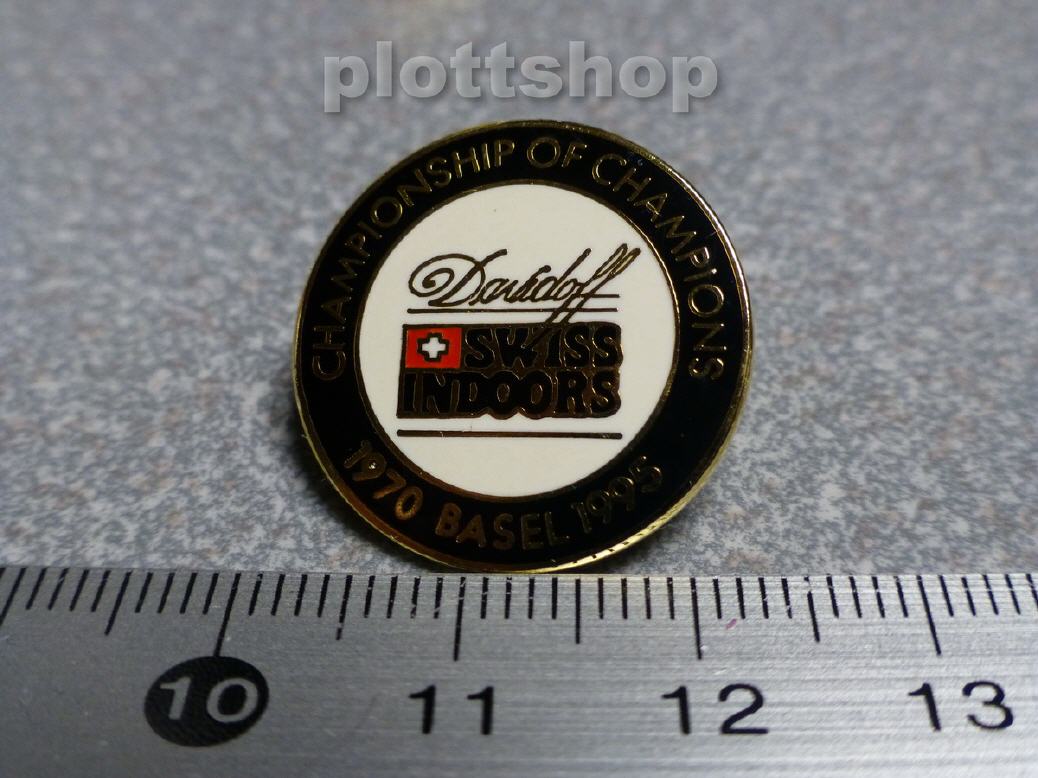 plottshop
CHAMPIONSHIP OF CHAMPIONS
Davidoff
SWISS
INDOORS
1970 BASEL 1995
10 11 12 13